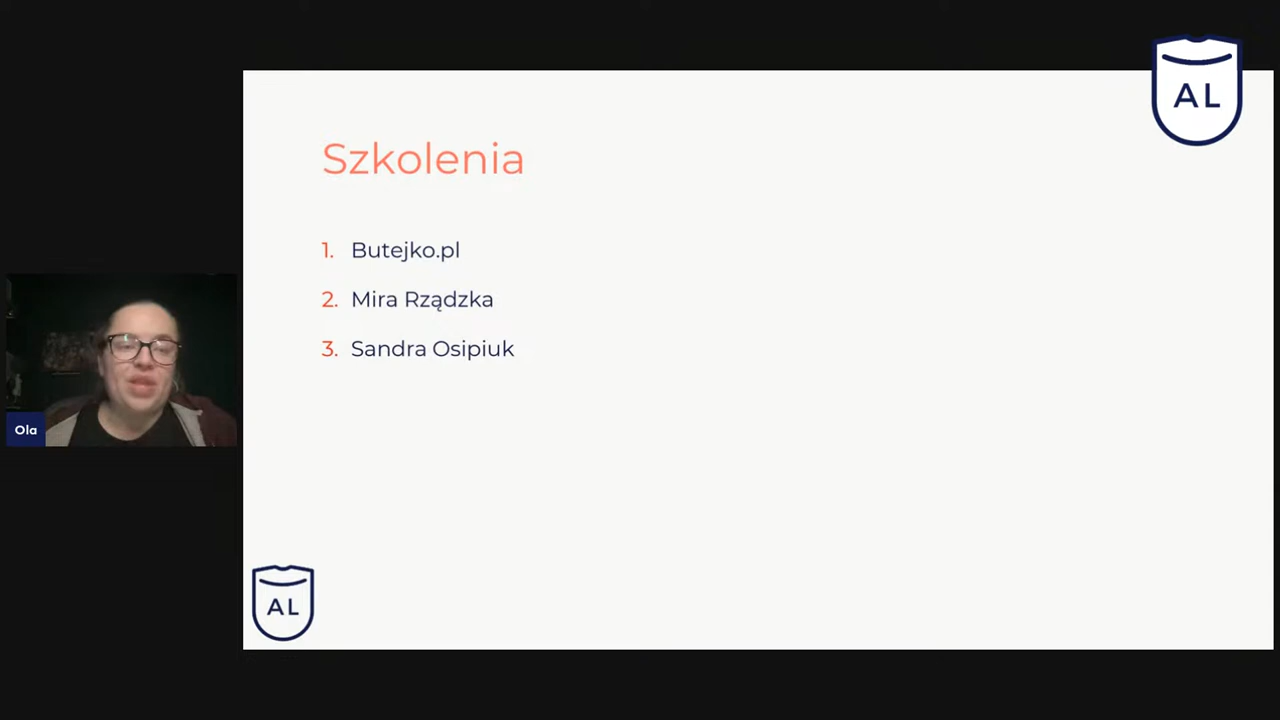 AL
Szkolenia
1. Butejko.pl
2. Mira Rządzka
3. Sandra Osipiuk
Ola
AL